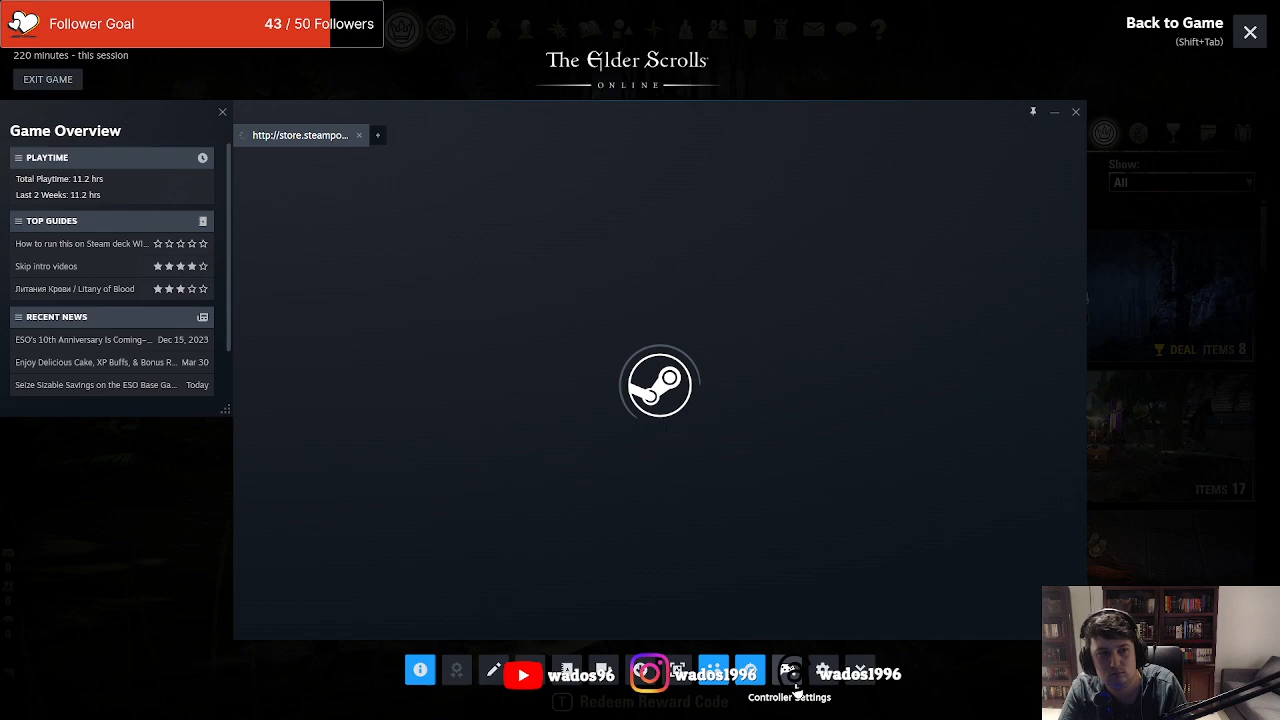 Follower Goal
43 / 50 Followers
220 minutes - this session
EXIT GAME
The Elder Scrolls
ONLINE
Back to Game
(Shift+Tab)
Game Overview
PLAYTIME
Total Playtime: 11.2 hrs
Last 2 Weeks: 11.2 hrs
TOP GUIDES
How to run this on Steam deck WI...
Skip intro videos
Литания Крови / Litany of Blood
RECENT NEWS
ESO's 10th Anniversary Is Coming–... Dec 15, 2023
Enjoy Delicious Cake, XP Buffs, & Bonus R... Mar 30
Seize Sizable Savings on the ESO Base Ga... Today
http://store.steampo...
Show:
All
DEAL ITEMS 8
ITEMS 17
wados96
wados1996
wados1996
Controller Settings
T Redeem Reward Code